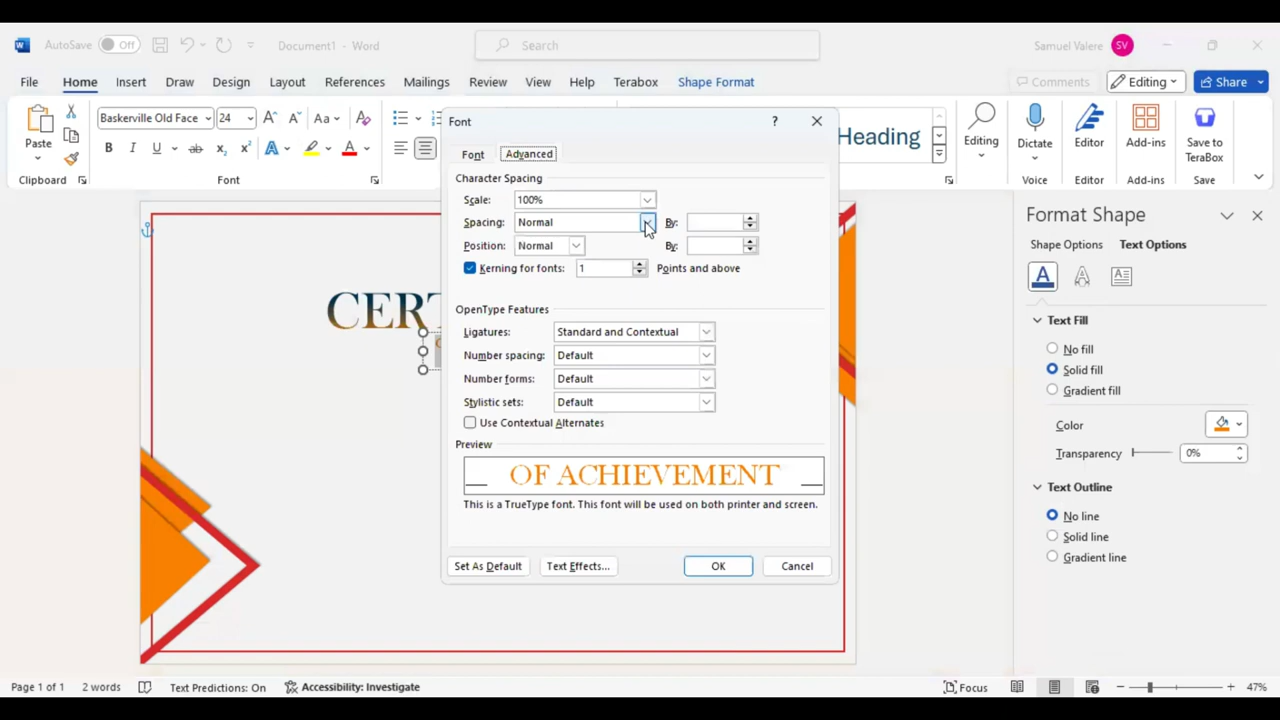 AutoSave Off Document1 - Word Search Samuel Valere SV
File Home Insert Draw Design Layout References Mailings Review View Help Terabox Shape Format Comments Editing Share
Paste Baskerville Old Face 24 Aa Heading Editing Dictate Editor Add-ins Save to TeraBox
B I U ab x₂ x² A A
Clipboard Font Voice Editor Add-ins Save
Font ?
Font Advanced
Character Spacing
Scale: 100%
Spacing: Normal By:
Position: Normal By:
Kerning for fonts: 1 Points and above
OpenType Features
Ligatures: Standard and Contextual
Number spacing: Default
Number forms: Default
Stylistic sets: Default
Use Contextual Alternates
Preview
OF ACHIEVEMENT
This is a TrueType font. This font will be used on both printer and screen.
Set As Default Text Effects... OK Cancel
CERT
Format Shape
Shape Options Text Options
Text Fill
No fill
Solid fill
Gradient fill
Color
Transparency 0%
Text Outline
No line
Solid line
Gradient line
Page 1 of 1 2 words Text Predictions: On Accessibility: Investigate Focus 47%